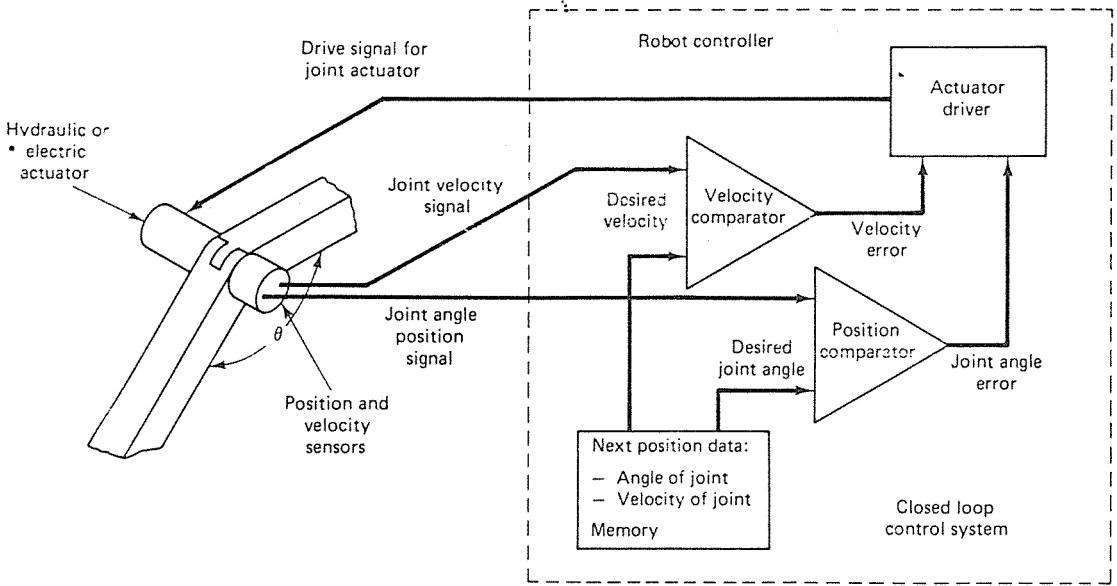 Robot controller
Drive signal for
joint actuator
Actuator
driver
Hydraulic or
electric
actuator
Joint velocity
signal
Desired
velocity
Velocity
comparator
Velocity
error
Joint angle
position
signal
θ
Position
comparator
Desired
joint angle
Joint angle
error
Position and
velocity
sensors
Next position data:
– Angle of joint
– Velocity of joint
Memory
Closed loop
control system